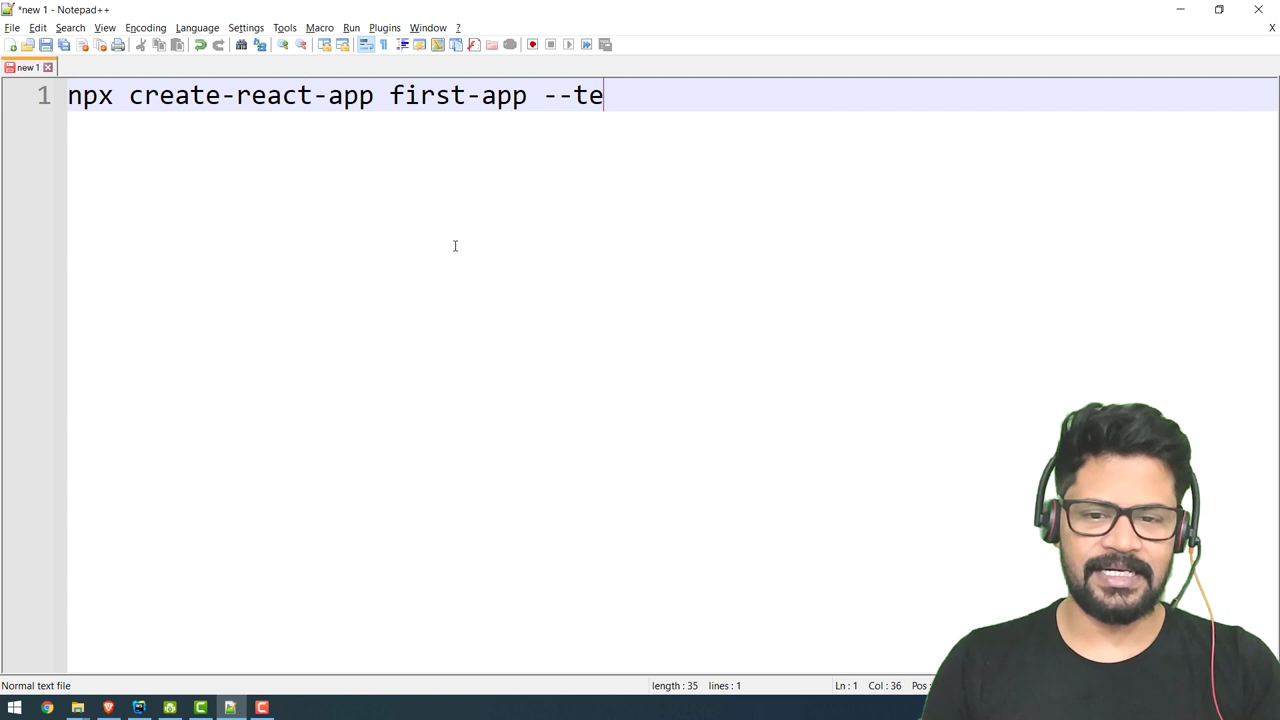 *new 1 - Notepad++
File Edit Search View Encoding Language Settings Tools Macro Run Plugins Window ? X
new 1
1 npx create-react-app first-app --te
Normal text file length : 35 lines : 1 Ln : 1 Col : 36 Pos